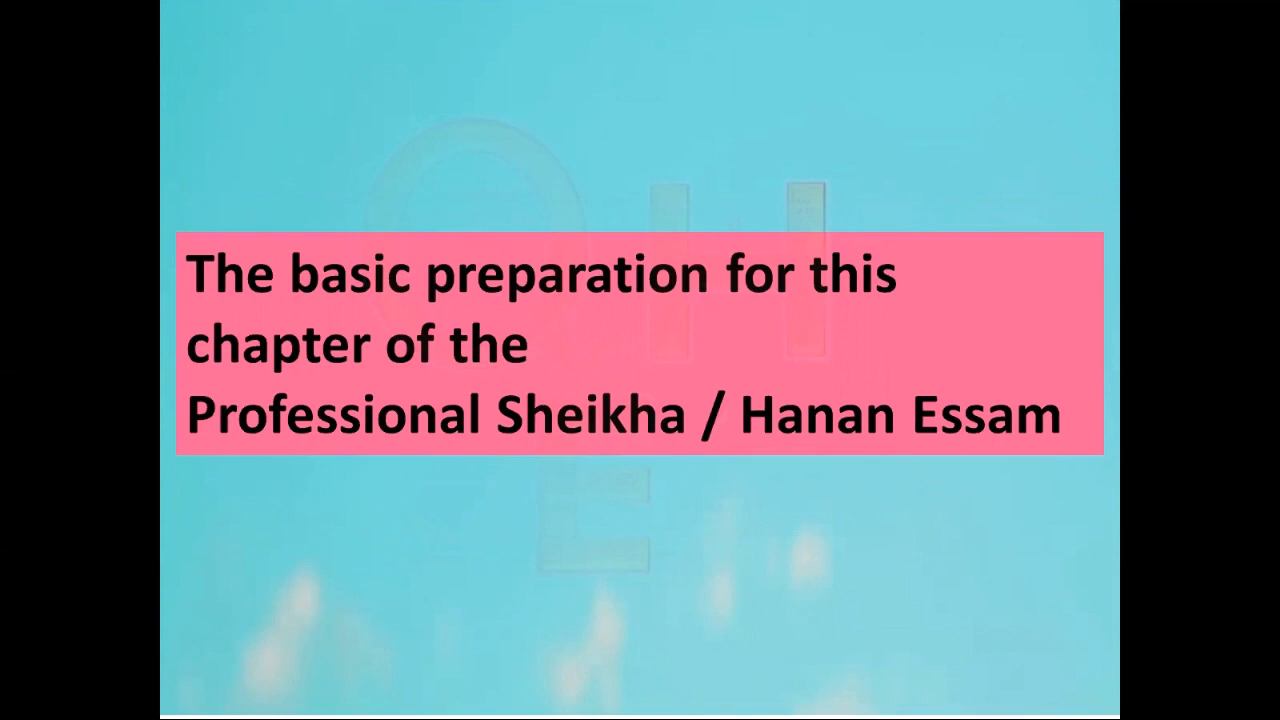 The basic preparation for this
chapter of the
Professional Sheikha / Hanan Essam